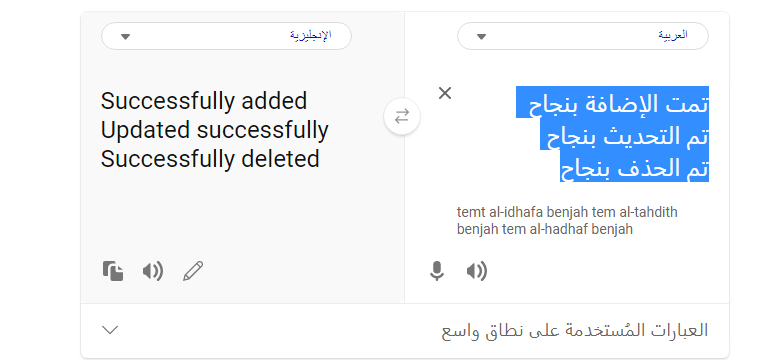 العربية
الإنجليزية
تمت الإضافة بنجاح
تم التحديث بنجاح
تم الحذف بنجاح
temt al-idhafa benjah tem al-tahdith
benjah tem al-hadhaf benjah
Successfully added
Updated successfully
Successfully deleted
العبارات المُستخدمة على نطاق واسع